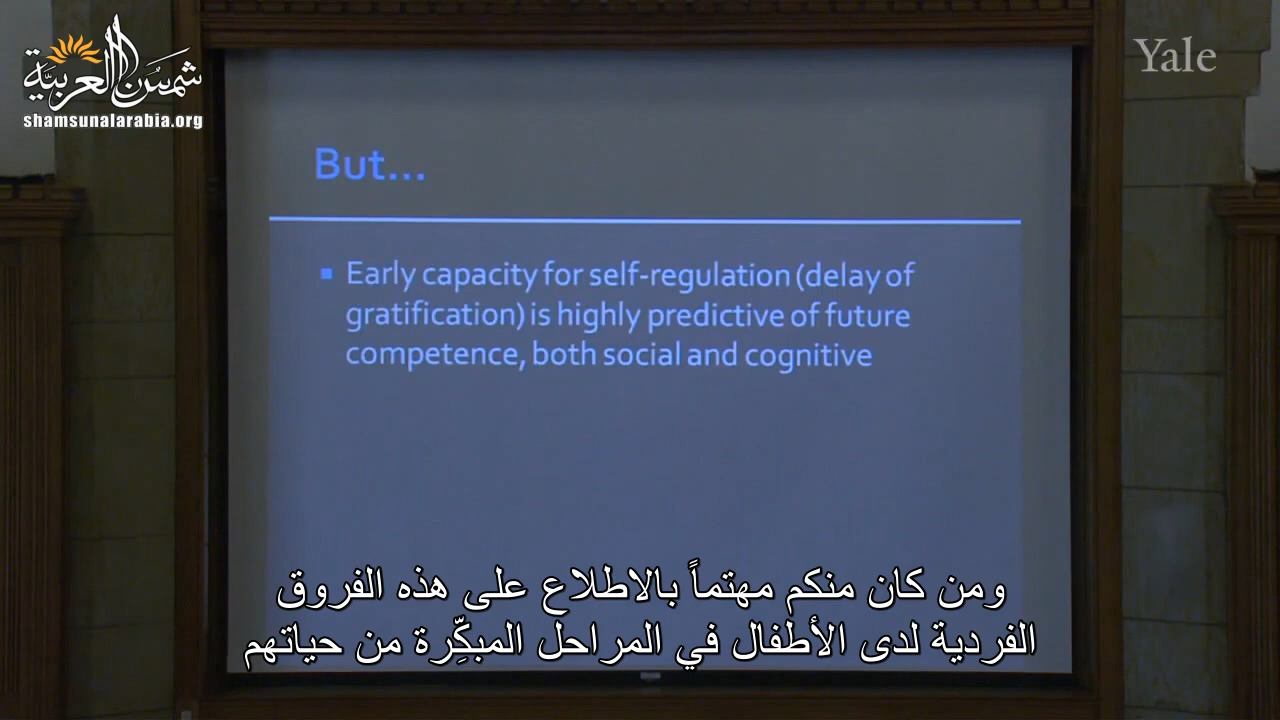 شمس العربية
shamsunalarabia.org
Yale
But...
Early capacity for self-regulation (delay of
gratification) is highly predictive of future
competence, both social and cognitive
ومن كان منكم مهتماً بالاطلاع على هذه الفروق
الفردية لدى الأطفال في المراحل المبكِّرة من حياتهم